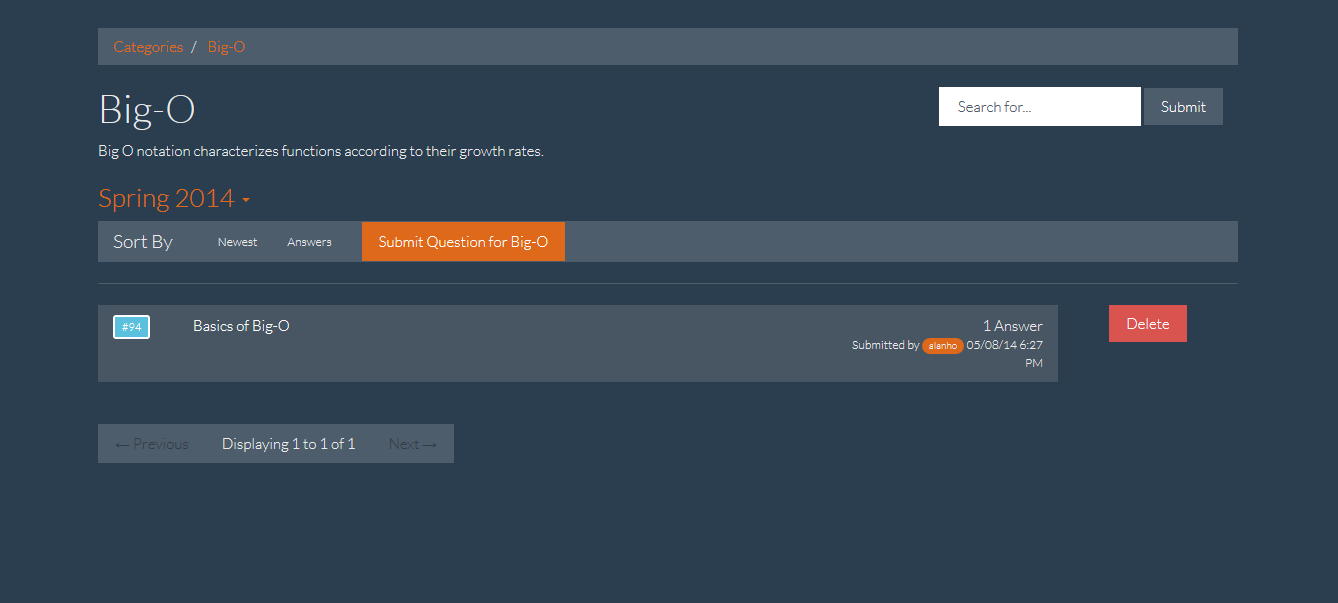 Categories / Big-O
Big-O
Search for...
Submit
Big O notation characterizes functions according to their growth rates.
Spring 2014
Sort By Newest Answers Submit Question for Big-O
#94 Basics of Big-O 1 Answer
Delete
Submitted by alanho 05/08/14 6:27
PM
← Previous Displaying 1 to 1 of 1 Next →